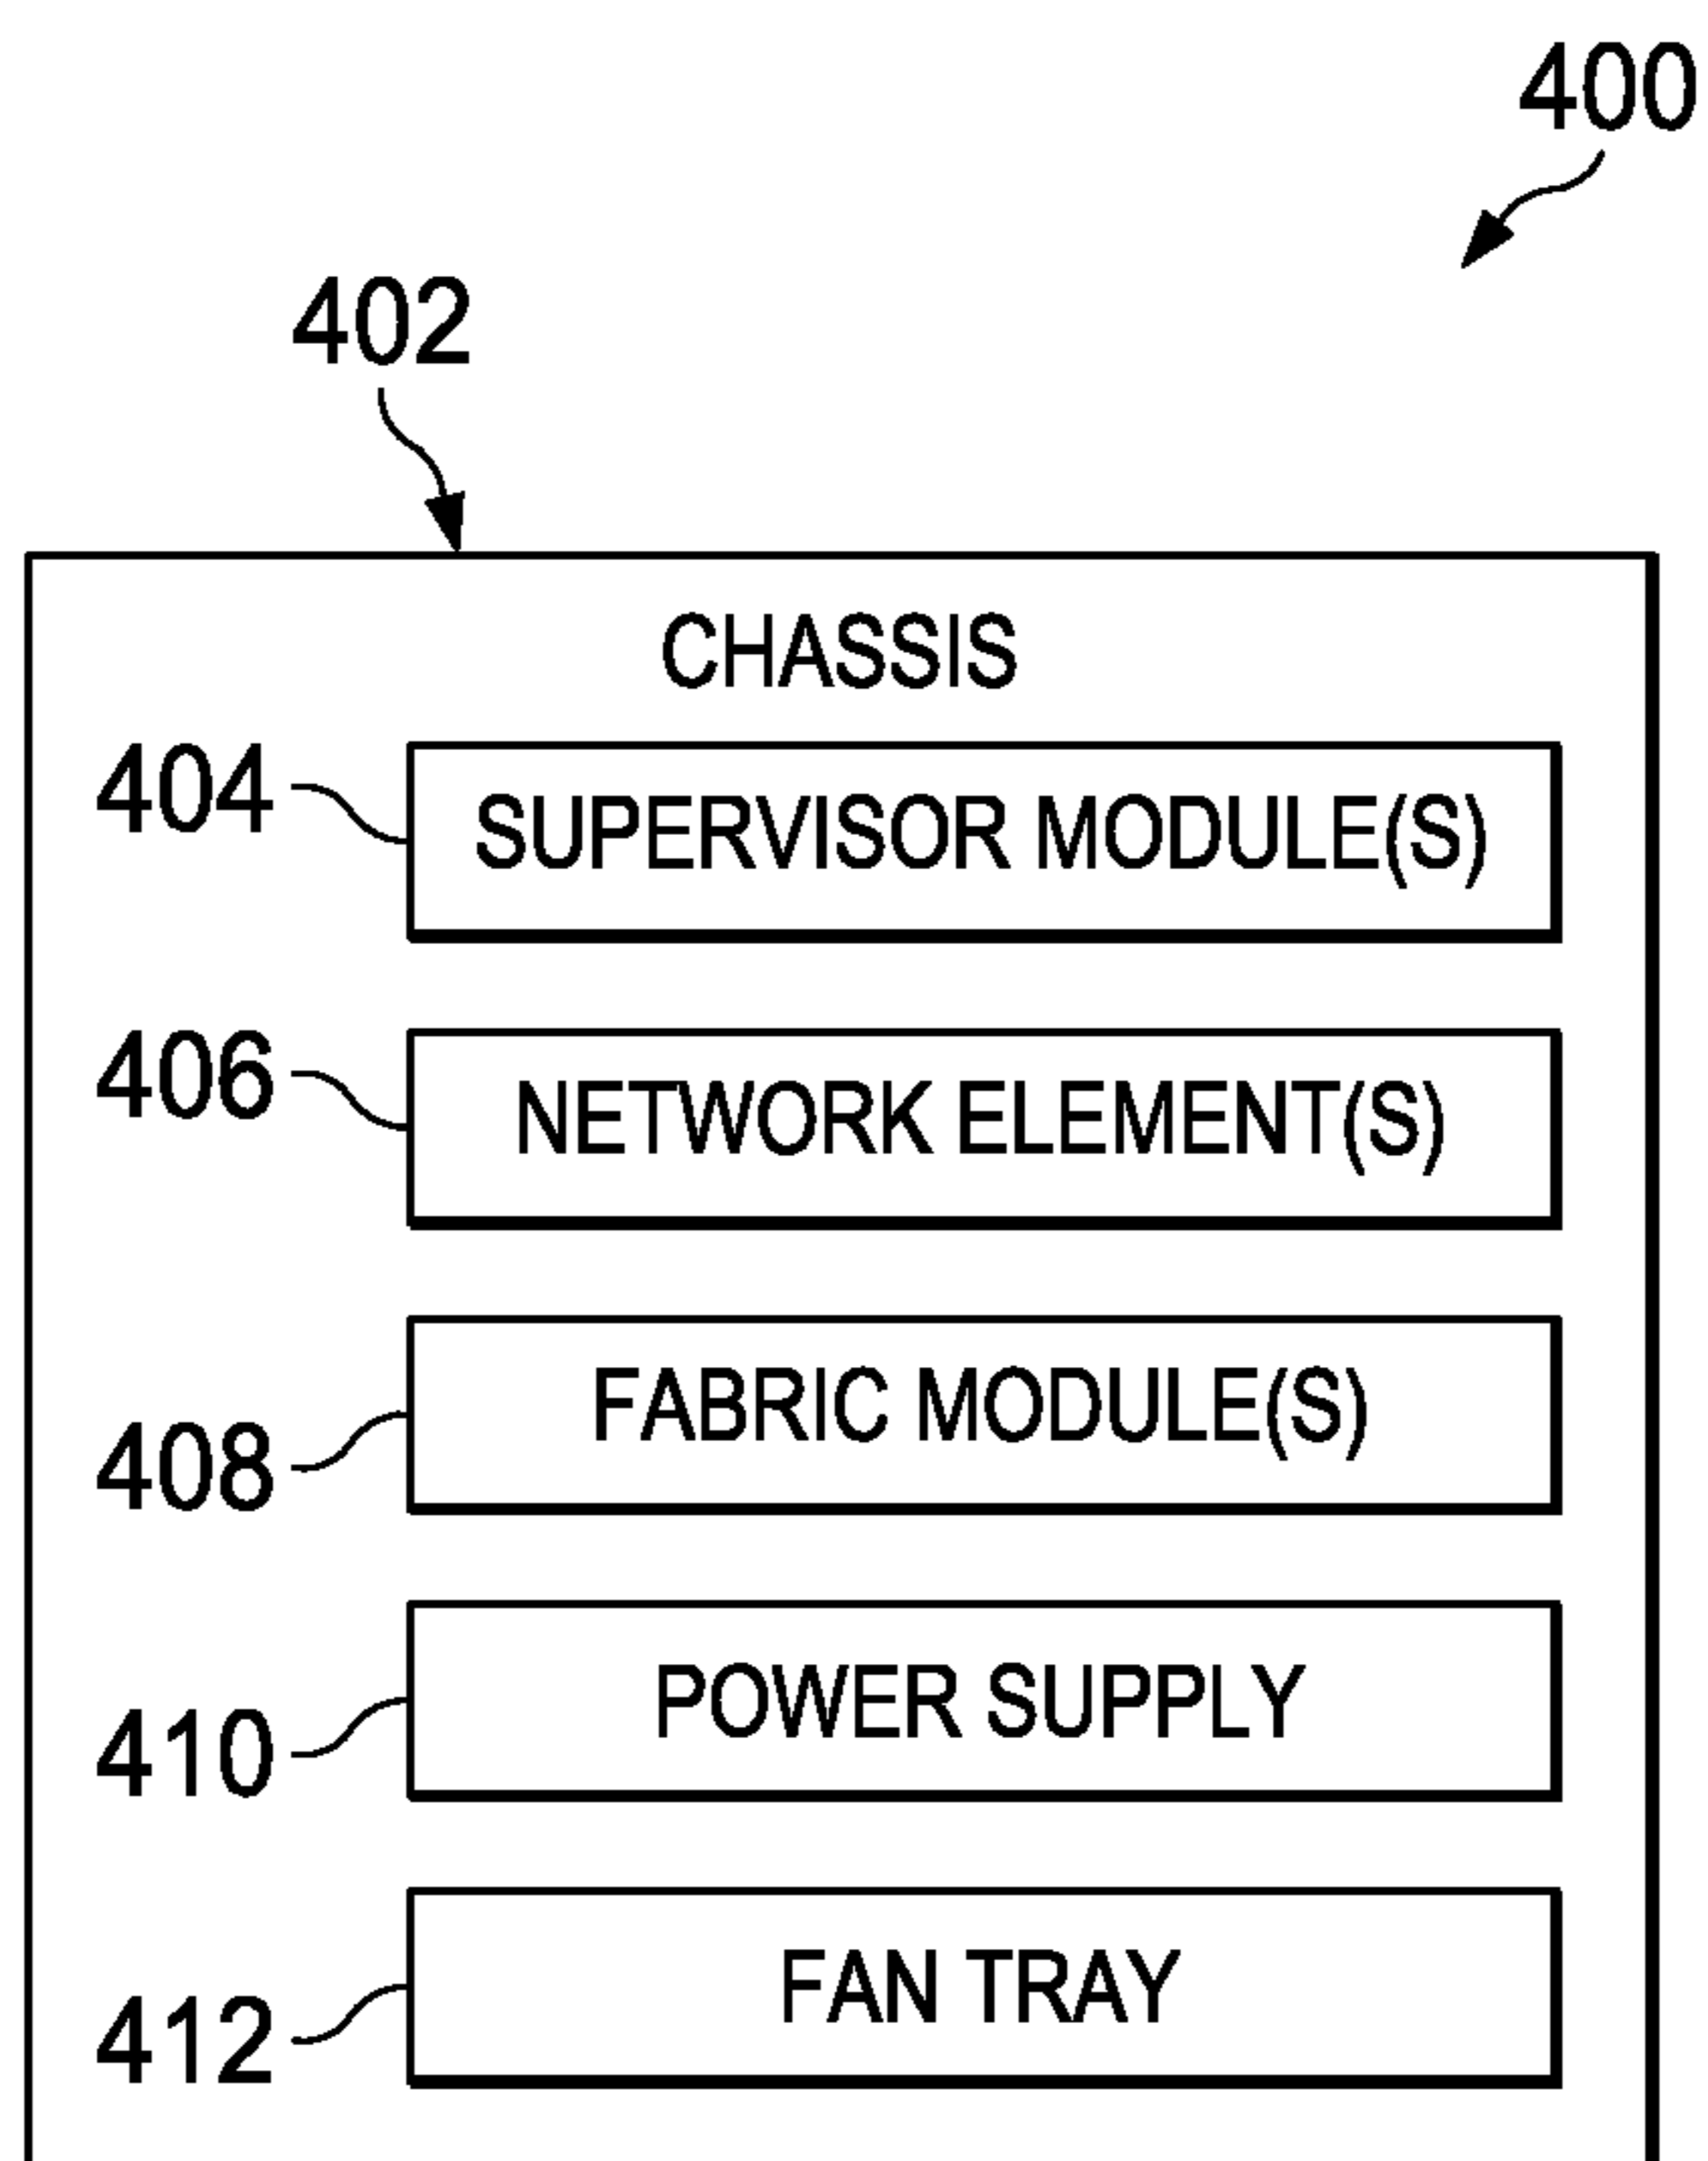 400
402
CHASSIS
404 SUPERVISOR MODULE(S)
406 NETWORK ELEMENT(S)
408 FABRIC MODULE(S)
410 POWER SUPPLY
412 FAN TRAY